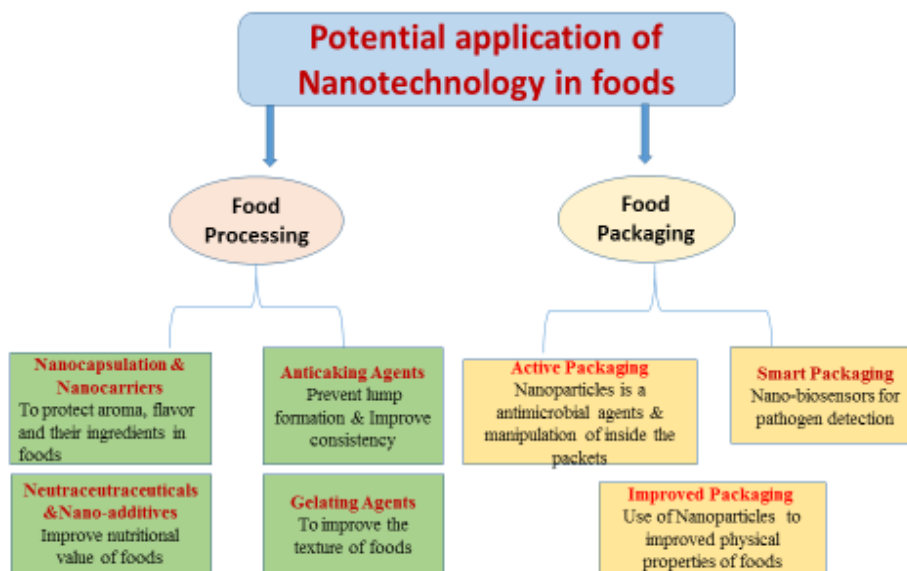 Potential application of
Nanotechnology in foods
Food
Processing
Food
Packaging
Nanocapsulation &
Nanocarriers
To protect aroma, flavor
and their ingredients in
foods
Anticaking Agents
Prevent lump
formation & Improve
consistency
Active Packaging
Nanoparticles is a
antimicrobial agents &
manipulation of inside the
packets
Smart Packaging
Nano-biosensors for
pathogen detection
Neutraceutraceuticals
&Nano-additives
Improve nutritional
value of foods
Gelating Agents
To improve the
texture of foods
Improved Packaging
Use of Nanoparticles to
improved physical
properties of foods